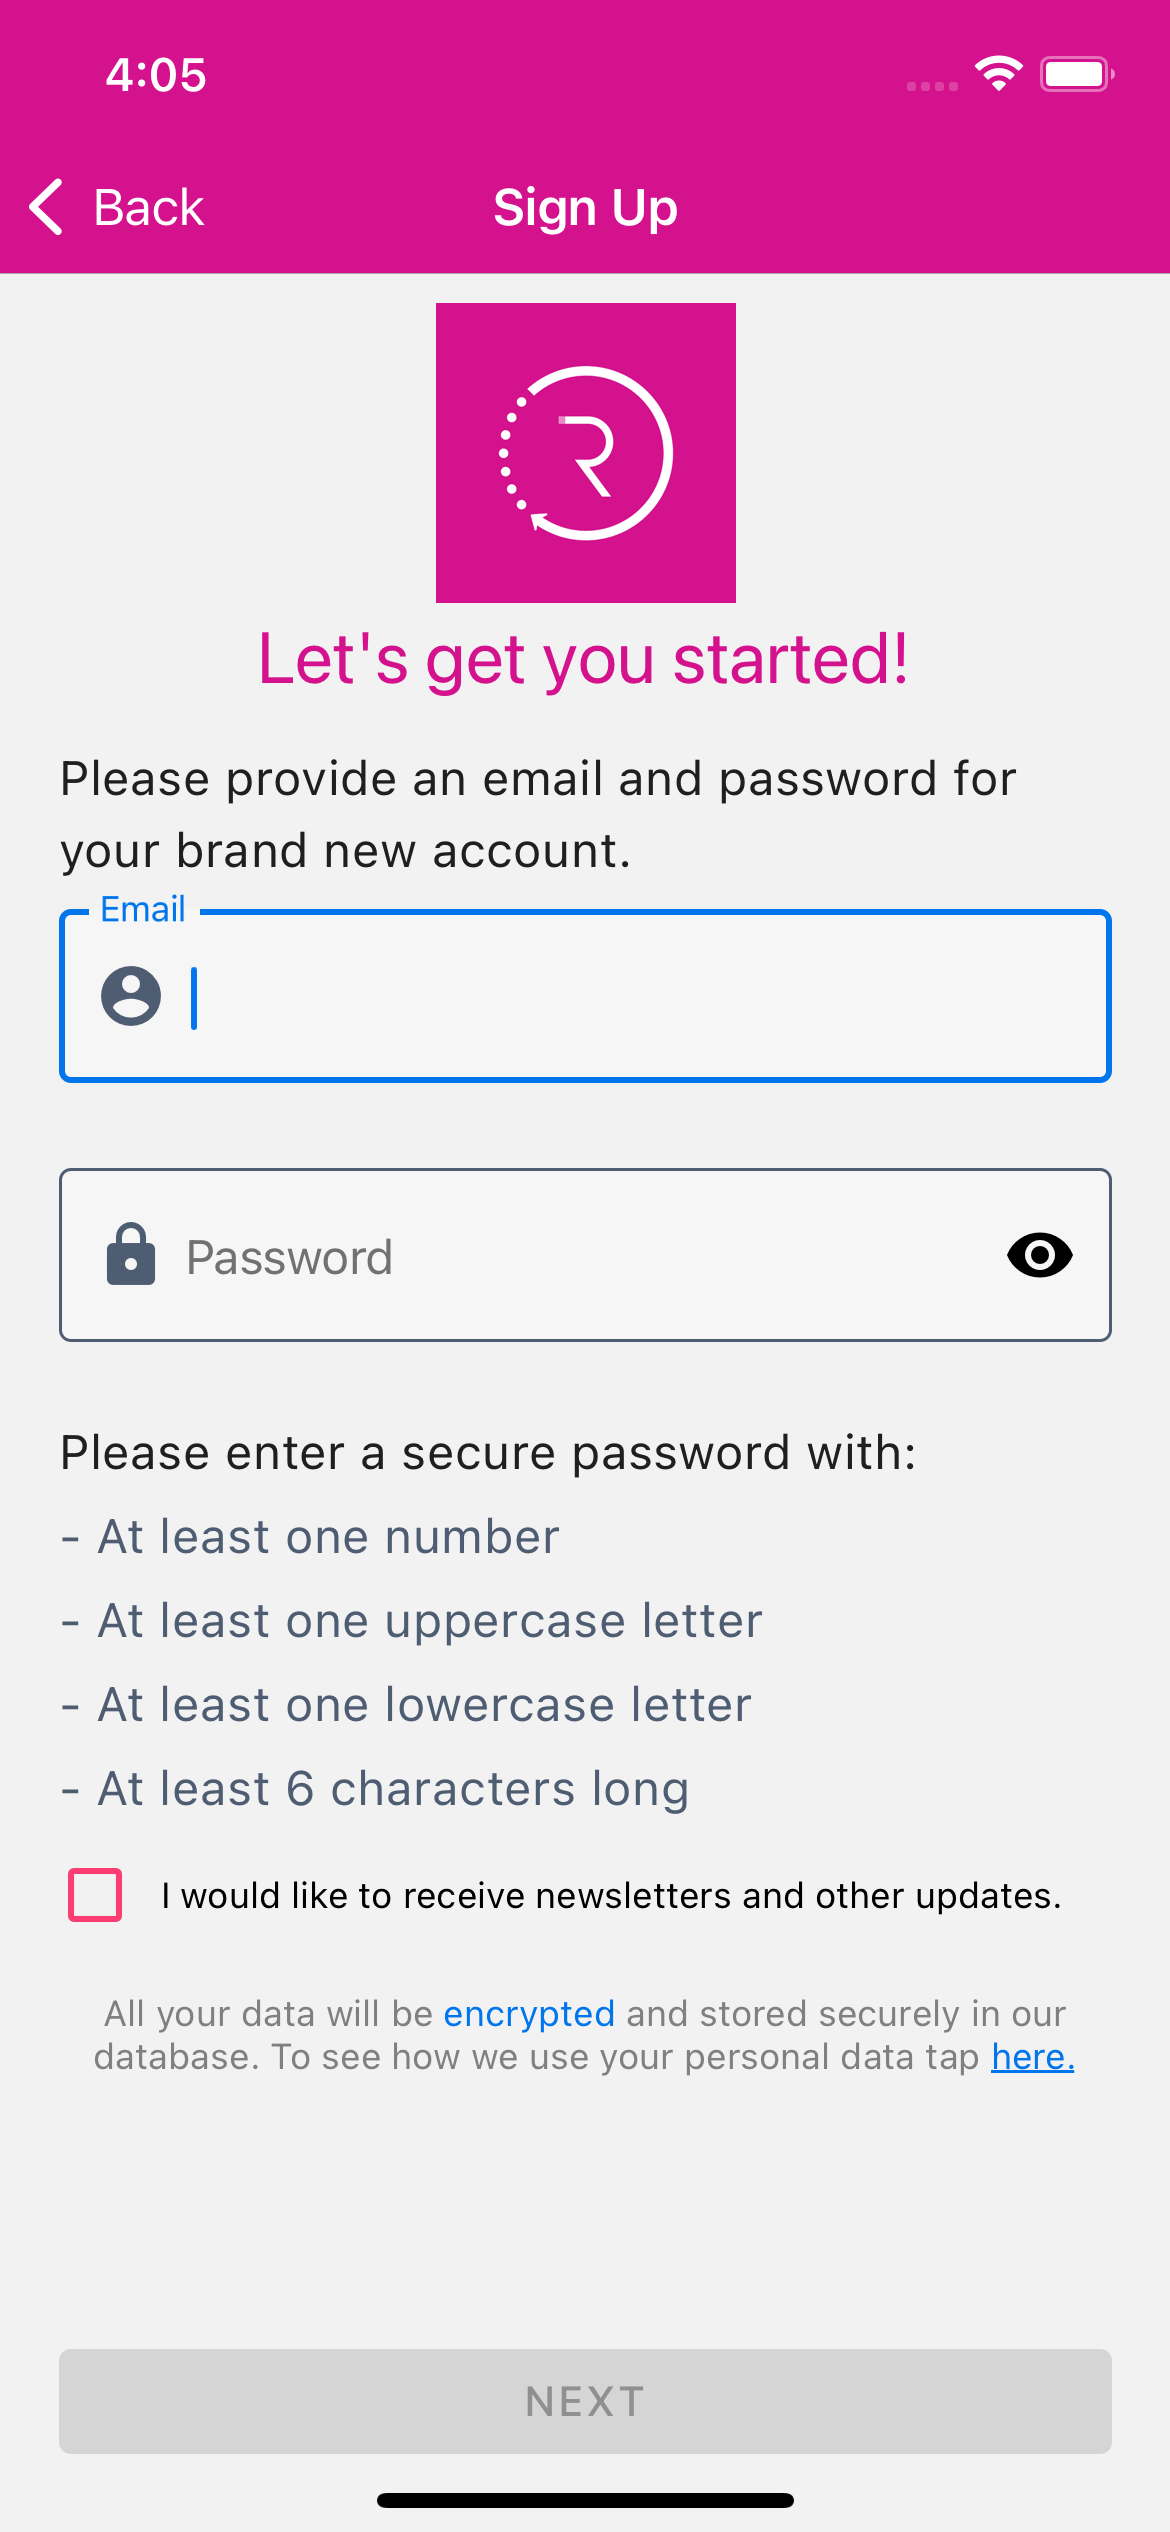 4:05
Back
Sign Up
R
Let's get you started!
Please provide an email and password for
your brand new account.
Email
Password
Please enter a secure password with:
- At least one number
- At least one uppercase letter
- At least one lowercase letter
- At least 6 characters long
I would like to receive newsletters and other updates.
All your data will be encrypted and stored securely in our
database. To see how we use your personal data tap here.
NEXT